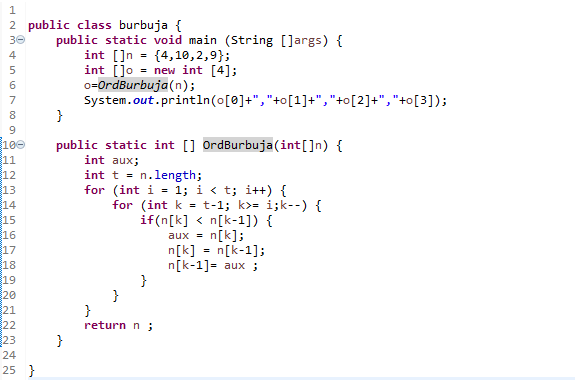 1
2 public class burbuja {
3 public static void main (String []args) {
4 int []n = {4,10,2,9};
5 int []o = new int [4];
6 o=OrdBurbuja(n);
7 System.out.println(o[0]+","+o[1]+","+o[2]+","+o[3]);
8 }
9
10 public static int [] OrdBurbuja(int[]n) {
11 int aux;
12 int t = n.length;
13 for (int i = 1; i < t; i++) {
14 for (int k = t-1; k>= i;k--) {
15 if(n[k] < n[k-1]) {
16 aux = n[k];
17 n[k] = n[k-1];
18 n[k-1]= aux ;
19 }
20 }
21 }
22 return n ;
23 }
24
25 }